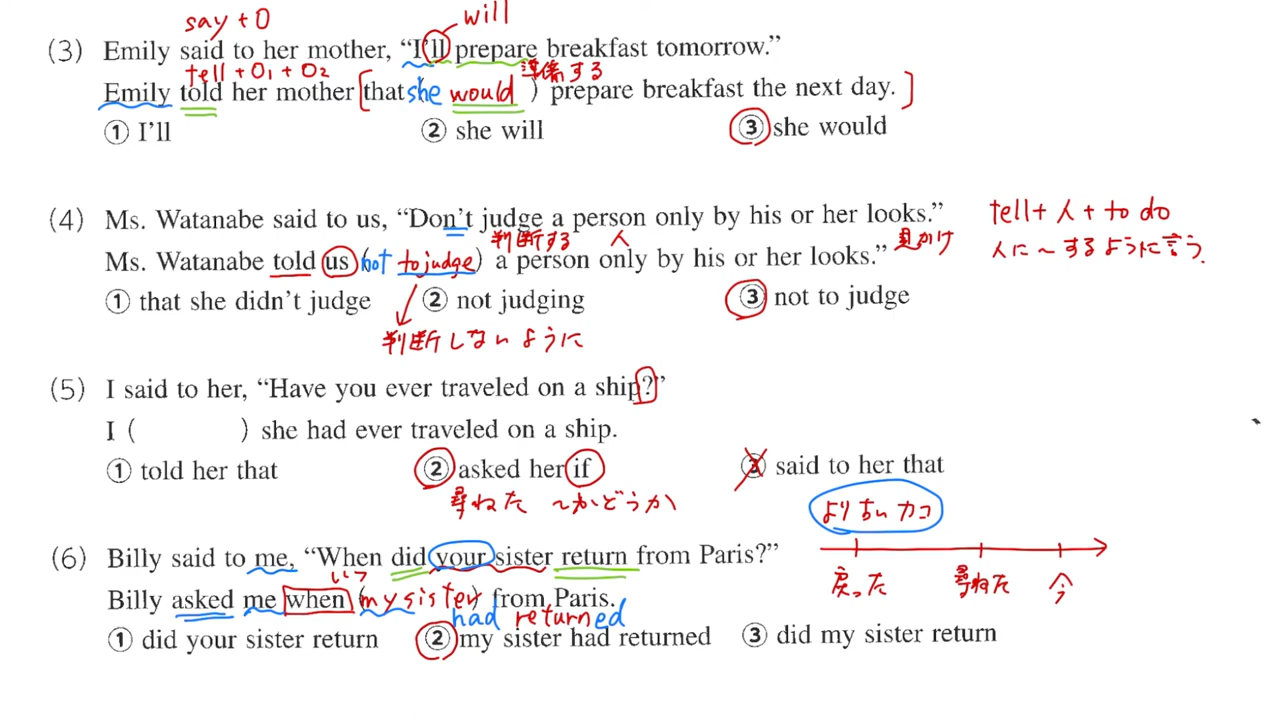 say + O
will
(3) Emily said to her mother, “I’ll prepare breakfast tomorrow.”
tell + O1 + O2
準備する
Emily told her mother [that she would ) prepare breakfast the next day.]
① I’ll ② she will ③ she would
(4) Ms. Watanabe said to us, “Don’t judge a person only by his or her looks.”
tell + 人 + to do
判断する 人 見かけ
人に〜するように言う.
Ms. Watanabe told us (not to judge) a person only by his or her looks.”
① that she didn’t judge ② not judging ③ not to judge
判断しないように
(5) I said to her, “Have you ever traveled on a ship?”
I ( ) she had ever traveled on a ship.
① told her that ② asked her if ③ said to her that
尋ねた 〜かどうか
より古いカコ
(6) Billy said to me, “When did your sister return from Paris?”
いつ
戻った 尋ねた 今
Billy asked me when (my sister) from Paris.
had returned
① did your sister return ② my sister had returned ③ did my sister return